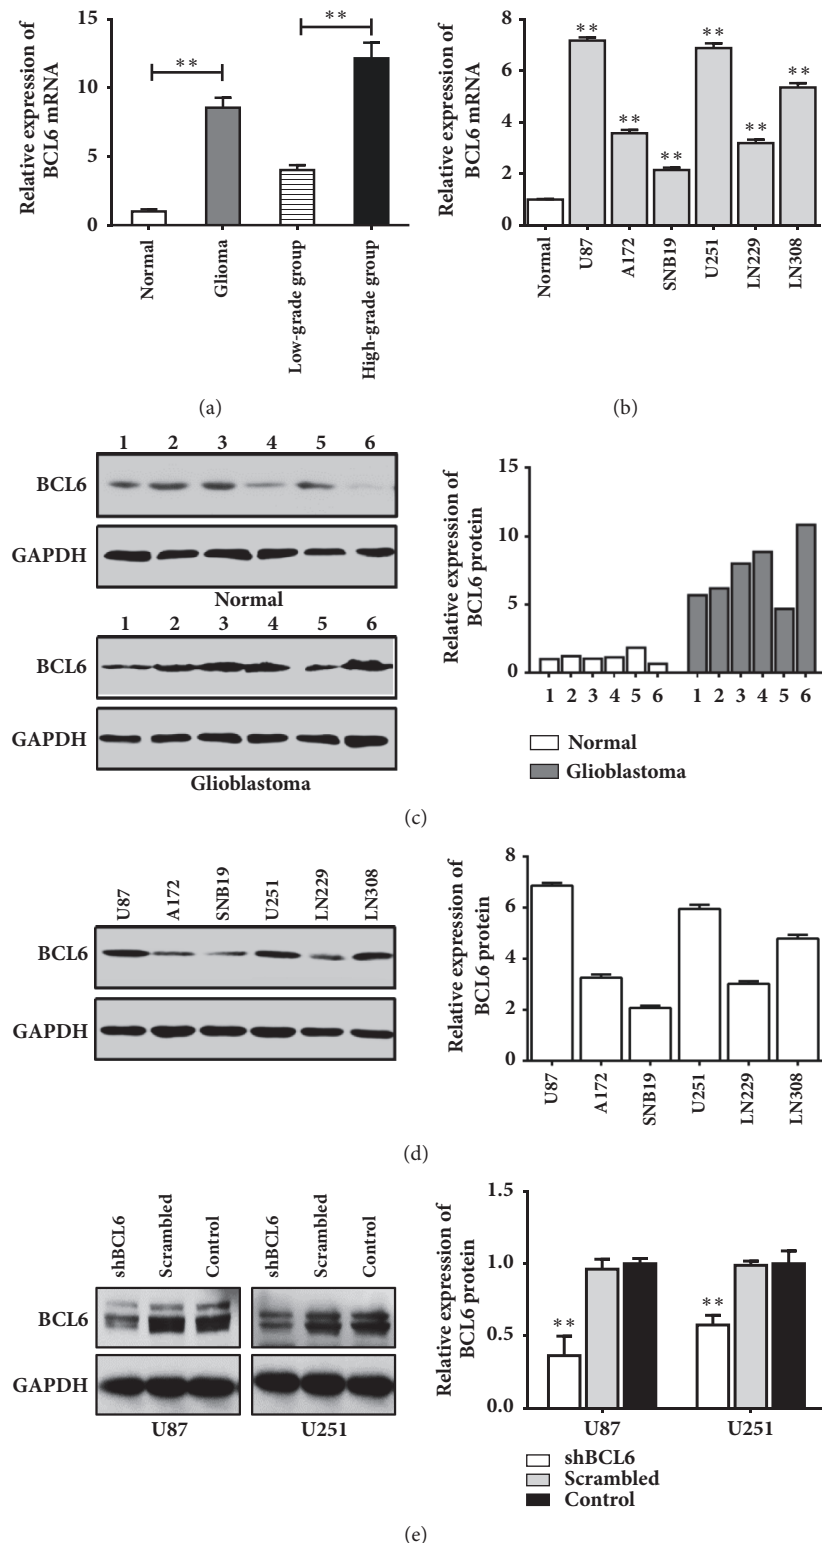 Relative expression of
BCL6 mRNA
15
10
5
0
**
**
Normal
Glioma
Low-grade group
High-grade group
(a)
Relative expression of
BCL6 mRNA
8
6
4
2
0
**
**
**
**
**
**
Normal
U87
A172
SNB19
U251
LN229
LN308
(b)
1 2 3 4 5 6
BCL6
GAPDH
Normal
1 2 3 4 5 6
BCL6
GAPDH
Glioblastoma
Relative expression of
BCL6 protein
15
10
5
0
1 2 3 4 5 6 1 2 3 4 5 6
Normal
Glioblastoma
(c)
U87
A172
SNB19
U251
LN229
LN308
BCL6
GAPDH
Relative expression of
BCL6 protein
8
6
4
2
0
U87
A172
SNB19
U251
LN229
LN308
(d)
shBCL6
Scrambled
Control
shBCL6
Scrambled
Control
BCL6
GAPDH
U87 U251
Relative expression of
BCL6 protein
1.5
1.0
0.5
0.0
**
**
U87 U251
shBCL6
Scrambled
Control
(e)